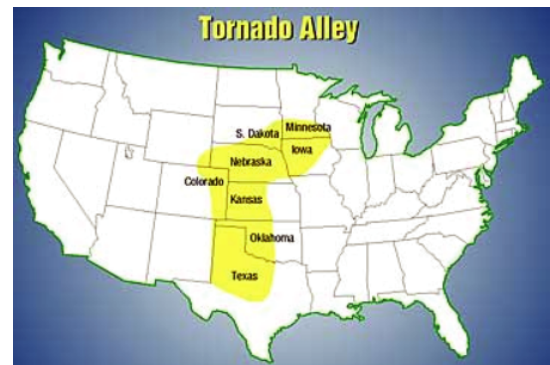 Tornado Alley
Minnesota
S. Dakota
Iowa
Nebraska
Colorado
Kansas
Oklahoma
Texas